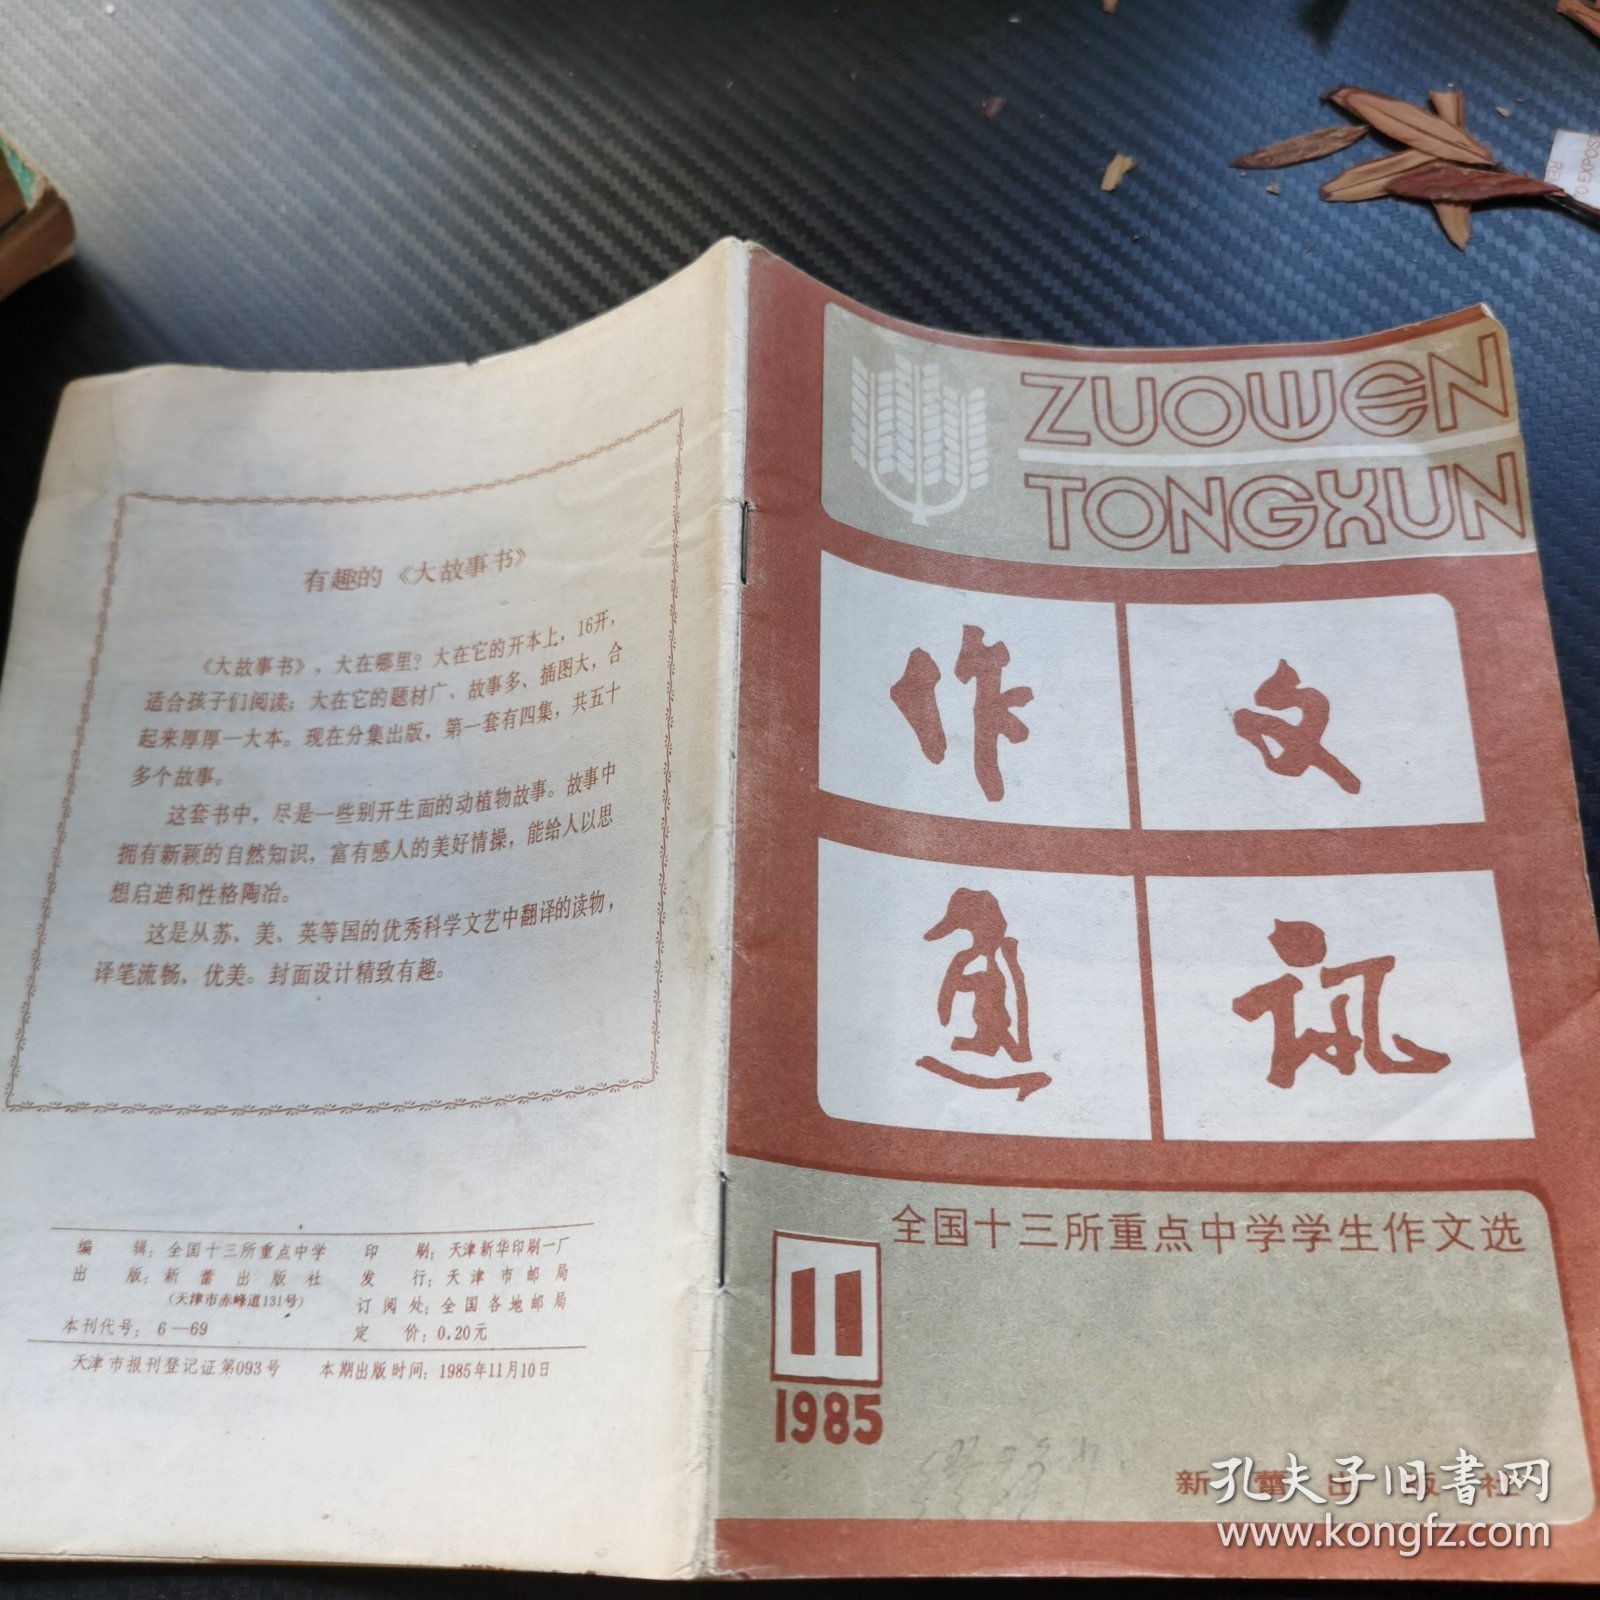 有趣的《大故事书》
《大故事书》，大在哪里？大在它的开本上，16开，
适合孩子们阅读；大在它的题材广、故事多、插图大，合
起来厚厚一大本。现在分集出版，第一套有四集，共五十
多个故事。
这套书中，尽是一些别开生面的动植物故事。故事中
拥有新颖的自然知识，富有感人的美好情操，能给人以思
想启迪和性格陶冶。
这是从苏、美、英等国的优秀科学文艺中翻译的读物，
译笔流畅、优美。封面设计精致有趣。
编 辑：全国十三所重点中学 印 刷：天津新华印刷一厂
出 版：新蕾出版社 发 行：天津市邮局
（天津市赤峰道131号） 订阅处：全国各地邮局
本刊代号：6—69 定 价：0.20元
天津市报刊登记证第093号 本期出版时间：1985年11月10日
ZUOWEN
TONGXUN
作文
通讯
全国十三所重点中学学生作文选
11
1985
新蕾出版社
孔夫子旧书网
www.kongfz.com
EXPOS